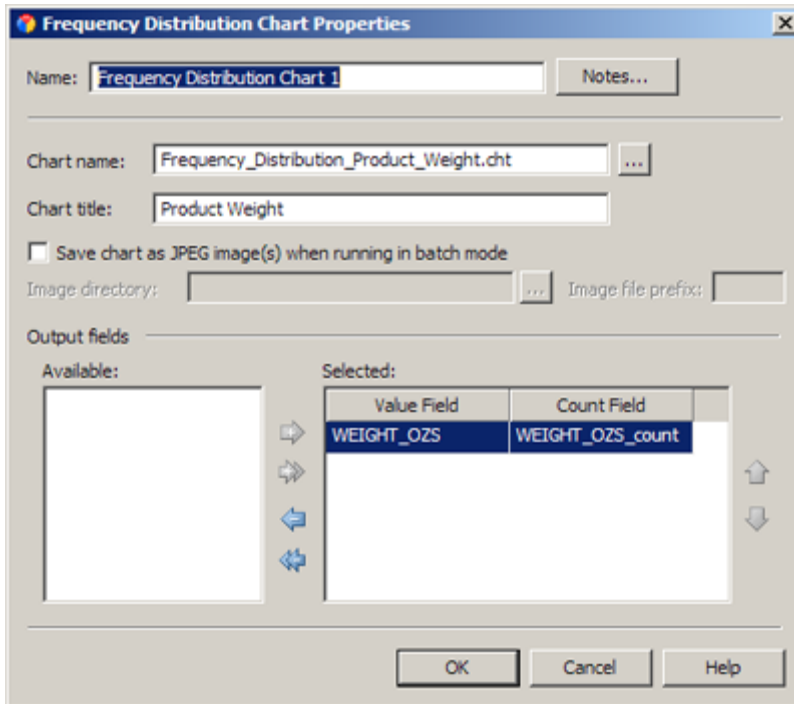 Frequency Distribution Chart Properties
Name: Frequency Distribution Chart 1 Notes...
Chart name: Frequency_Distribution_Product_Weight.cht ...
Chart title: Product Weight
Save chart as JPEG image(s) when running in batch mode
Image directory: ... Image file prefix:
Output fields
Available: Selected:
Value Field Count Field
WEIGHT_OZS WEIGHT_OZS_count
OK Cancel Help